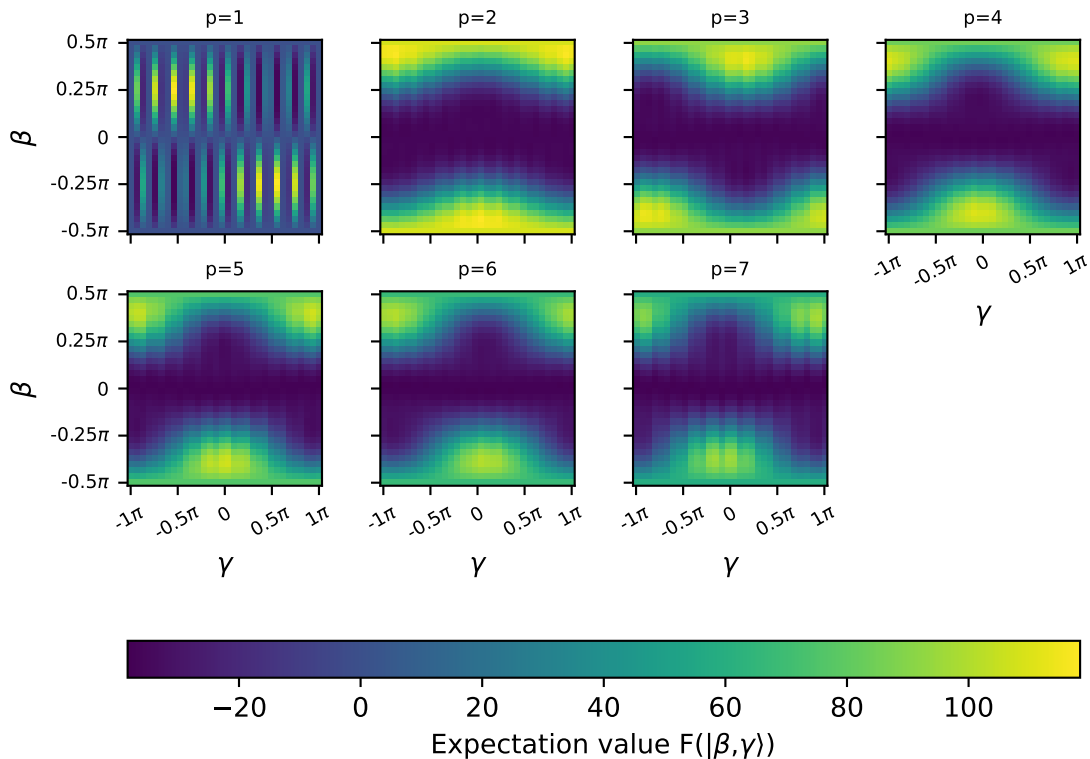 p=1 p=2 p=3 p=4
0.5π
0.25π
0
-0.25π
-0.5π
β
-1π -0.5π 0 0.5π 1π
γ
p=5 p=6 p=7
0.5π
0.25π
0
-0.25π
-0.5π
β
-1π -0.5π 0 0.5π 1π -1π -0.5π 0 0.5π 1π -1π -0.5π 0 0.5π 1π
γ γ γ
−20 0 20 40 60 80 100
Expectation value F(|β,γ⟩)